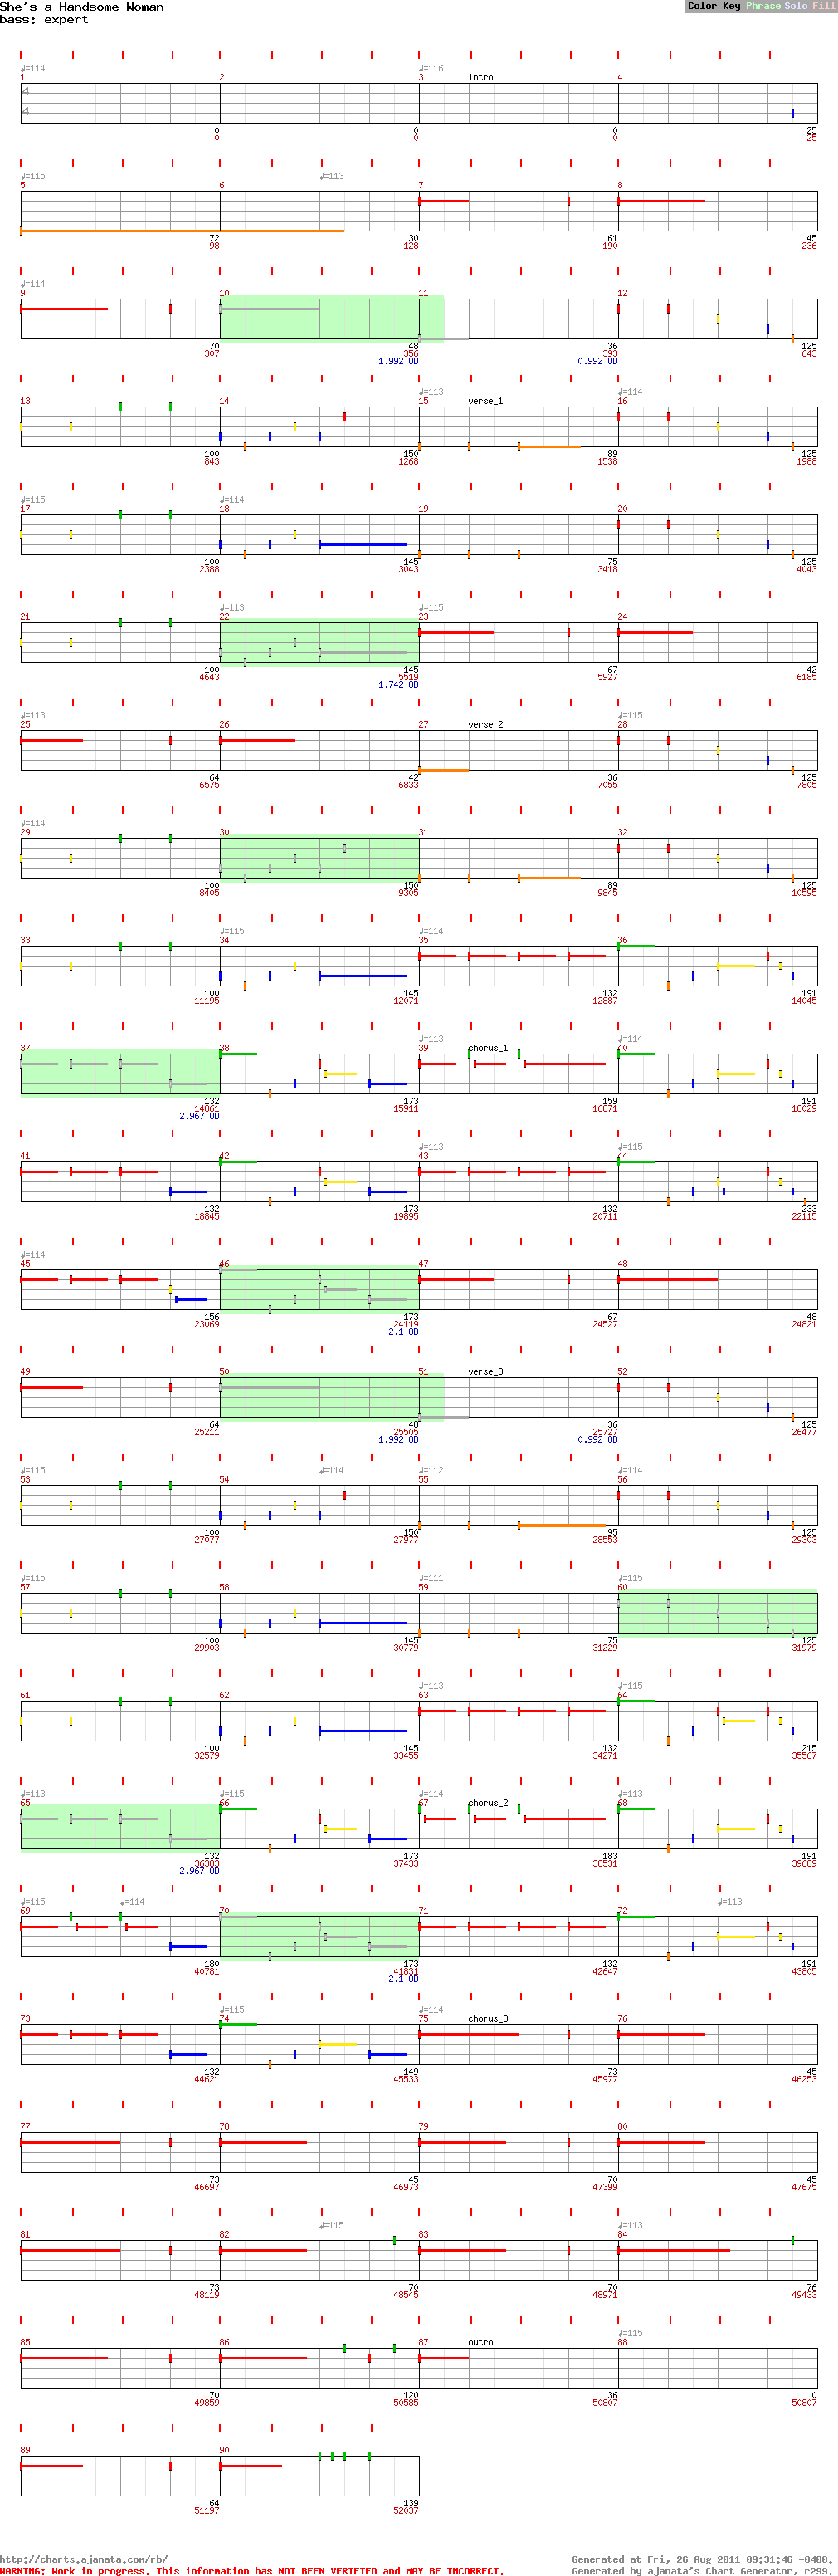 She's a Handsome Woman
Color Key Phrase Solo Fill
bass: expert
♩=114 ♩=116
1 2 3 intro 4
4
4
0 0 0 25
0 0 0 25
♩=115 ♩=113
5 6 7 8
72 30 61 45
98 128 190 236
♩=114
9 10 11 12
70 48 36 125
307 356 393 643
1.992 OD 0.992 OD
♩=113 ♩=114
13 14 15 verse_1 16
100 150 89 125
843 1268 1538 1988
♩=115 ♩=114
17 18 19 20
100 145 75 125
2388 3043 3418 4043
♩=113 ♩=115
21 22 23 24
100 145 67 42
4643 5519 5927 6185
1.742 OD
♩=113 ♩=115
25 26 27 verse_2 28
64 42 36 125
6575 6833 7055 7805
♩=114
29 30 31 32
100 150 89 125
8405 9305 9845 10595
♩=115 ♩=114
33 34 35 36
100 145 132 191
11195 12071 12887 14045
♩=113 ♩=114
37 38 39 chorus_1 40
132 173 159 191
14861 15911 16871 18029
2.967 OD
♩=113 ♩=115
41 42 43 44
132 173 132 233
18845 19895 20711 22115
♩=114
45 46 47 48
156 173 67 48
23069 24119 24527 24821
2.1 OD
49 50 51 verse_3 52
64 48 36 125
25211 25505 25727 26477
1.992 OD 0.992 OD
♩=115 ♩=114 ♩=112 ♩=114
53 54 55 56
100 150 95 125
27077 27977 28553 29303
♩=115 ♩=111 ♩=115
57 58 59 60
100 145 75 125
29903 30779 31229 31979
♩=113 ♩=115
61 62 63 64
100 145 132 215
32579 33455 34271 35567
♩=113 ♩=115 ♩=114 ♩=113
65 66 67 chorus_2 68
132 173 183 191
36383 37433 38531 39689
2.967 OD
♩=115 ♩=114 ♩=113
69 70 71 72
180 173 132 191
40781 41831 42647 43805
2.1 OD
♩=115 ♩=114
73 74 75 chorus_3 76
132 149 73 45
44621 45533 45977 46253
77 78 79 80
73 45 70 45
46697 46973 47399 47675
♩=115 ♩=113
81 82 83 84
73 70 70 76
48119 48545 48971 49433
♩=115
85 86 87 outro 88
70 120 36 0
49859 50585 50807 50807
89 90
64 139
51197 52037
http://charts.ajanata.com/rb/
Generated at Fri, 26 Aug 2011 09:31:46 -0400.
WARNING: Work in progress. This information has NOT BEEN VERIFIED and MAY BE INCORRECT.
Generated by ajanata's Chart Generator, r299.